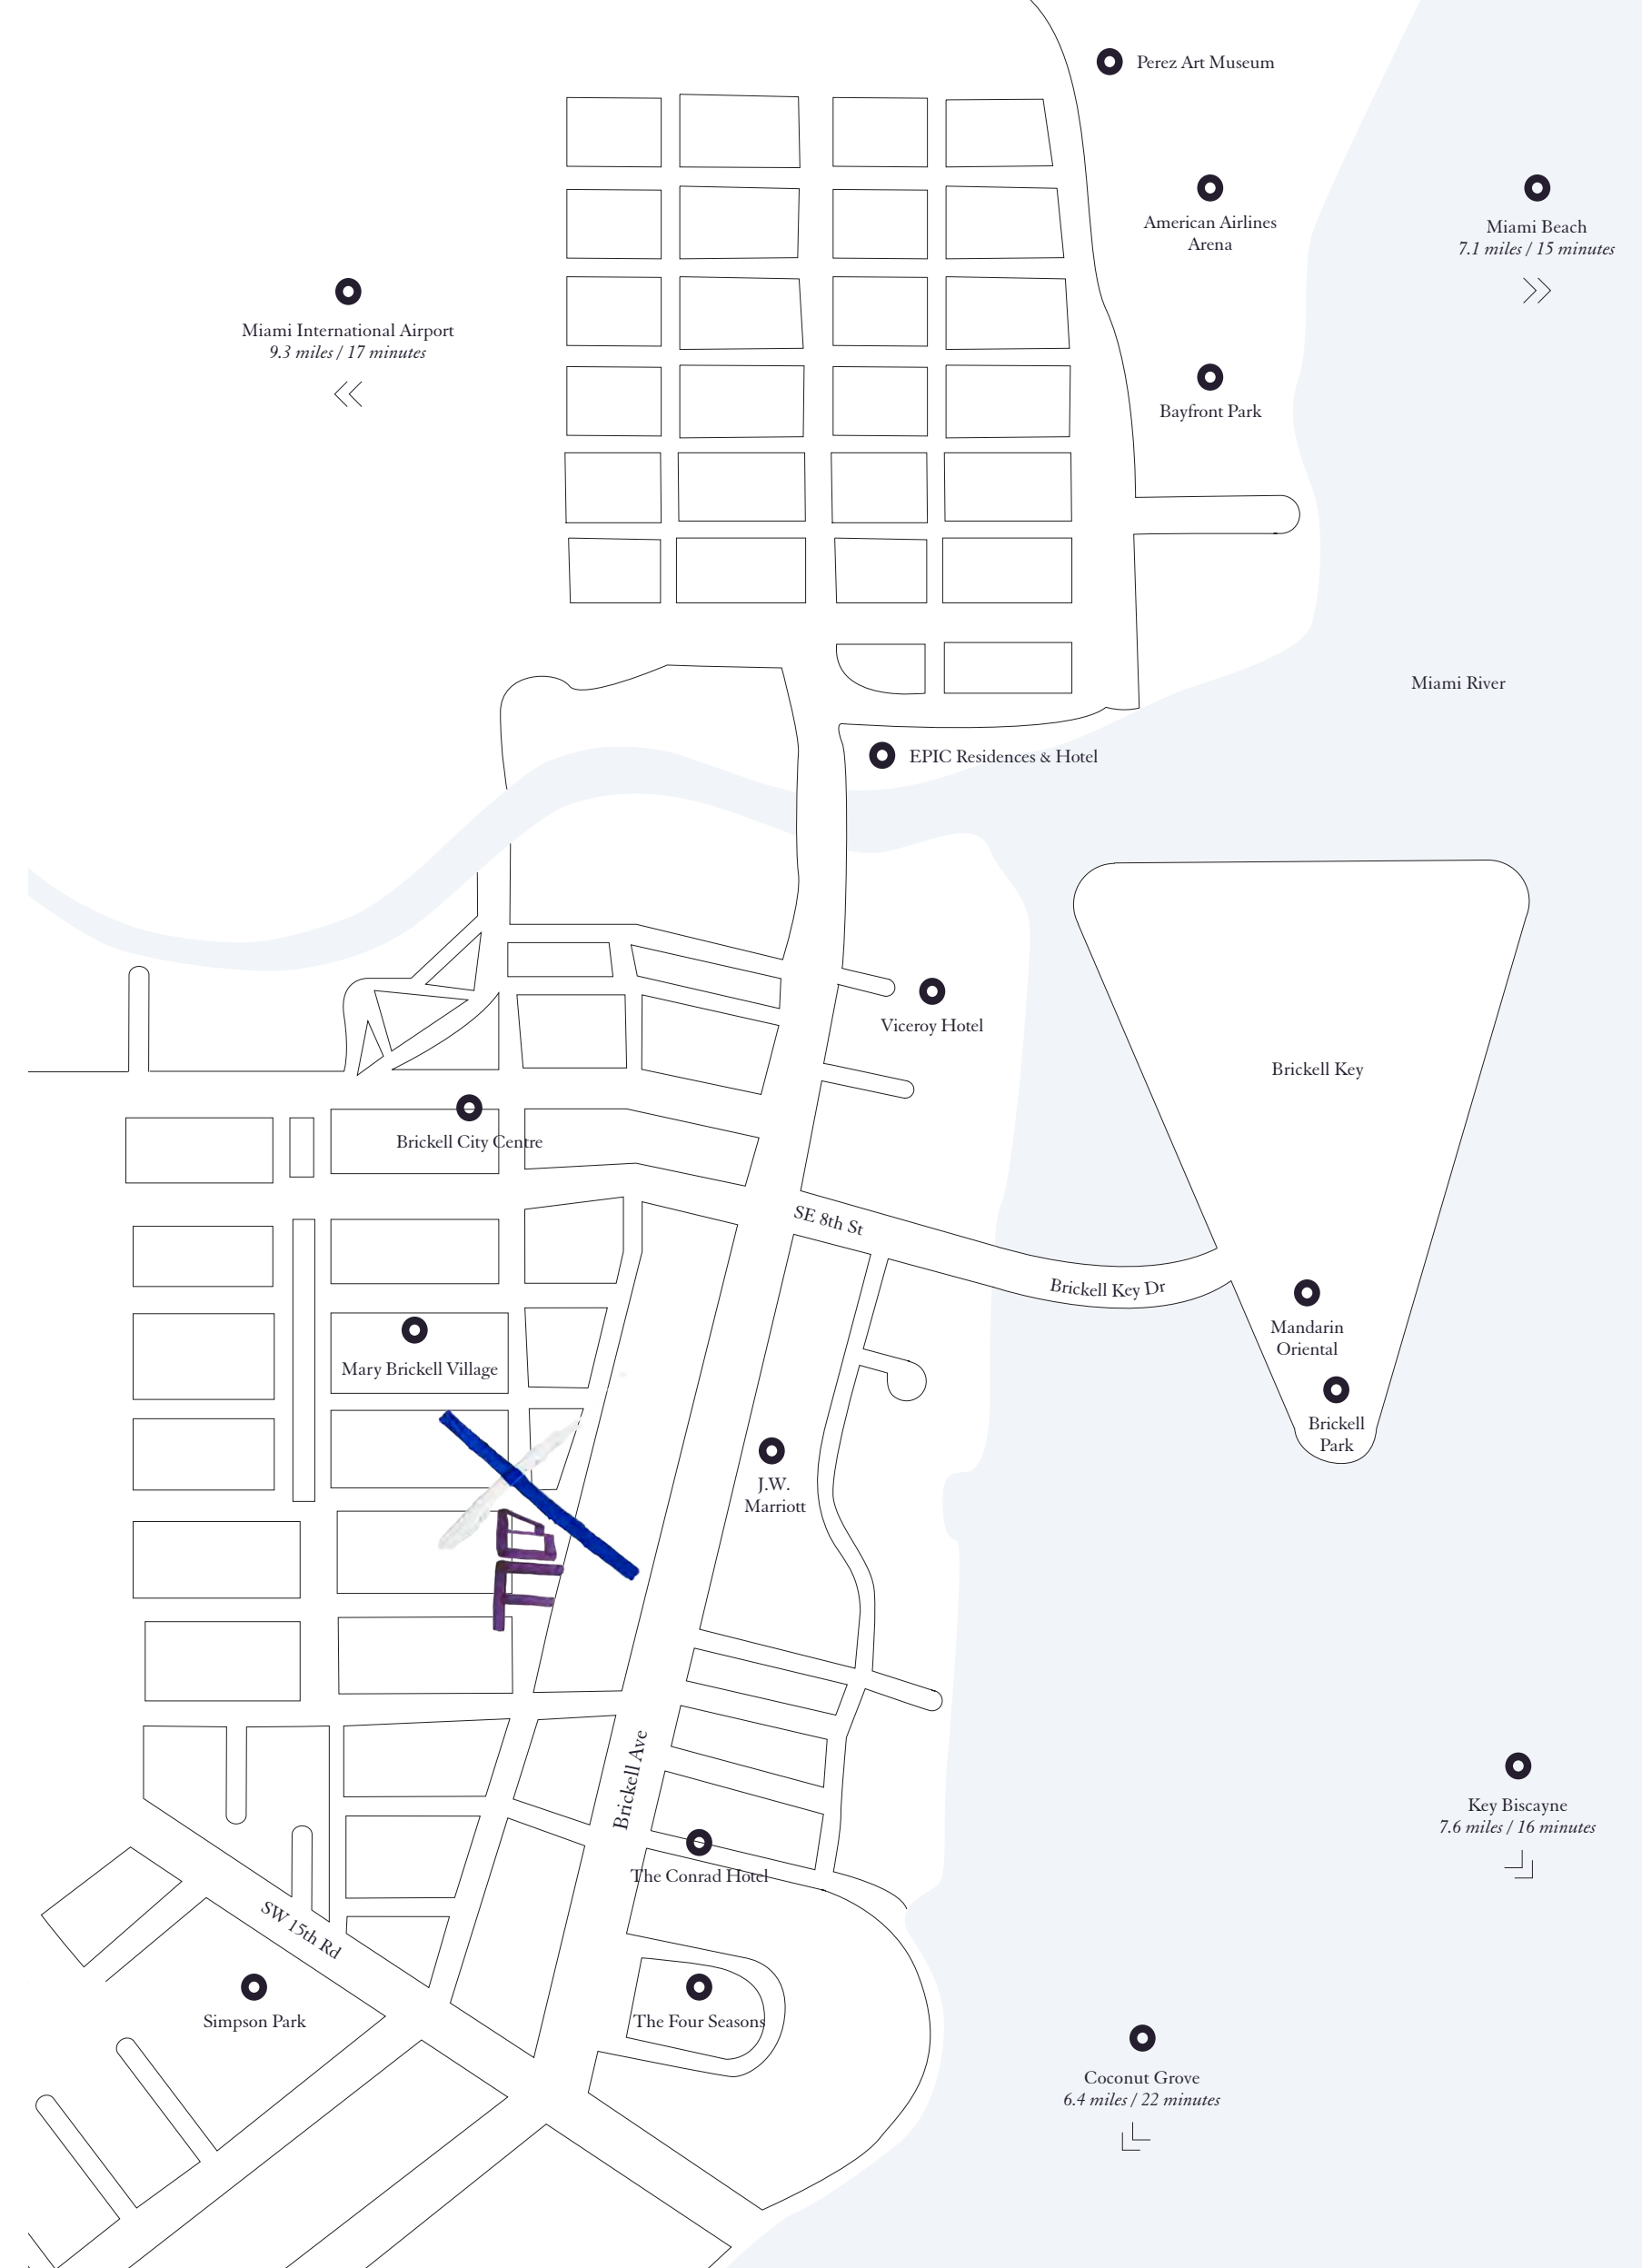 Perez Art Museum
American Airlines
Arena
Miami Beach
7.1 miles / 15 minutes
Miami International Airport
9.3 miles / 17 minutes
Bayfront Park
Miami River
EPIC Residences & Hotel
Viceroy Hotel
Brickell Key
Brickell City Centre
SE 8th St
Brickell Key Dr
Mandarin
Oriental
Mary Brickell Village
Brickell
Park
J.W.
Marriott
Brickell Ave
Key Biscayne
7.6 miles / 16 minutes
The Conrad Hotel
SW 15th Rd
Simpson Park
The Four Seasons
Coconut Grove
6.4 miles / 22 minutes